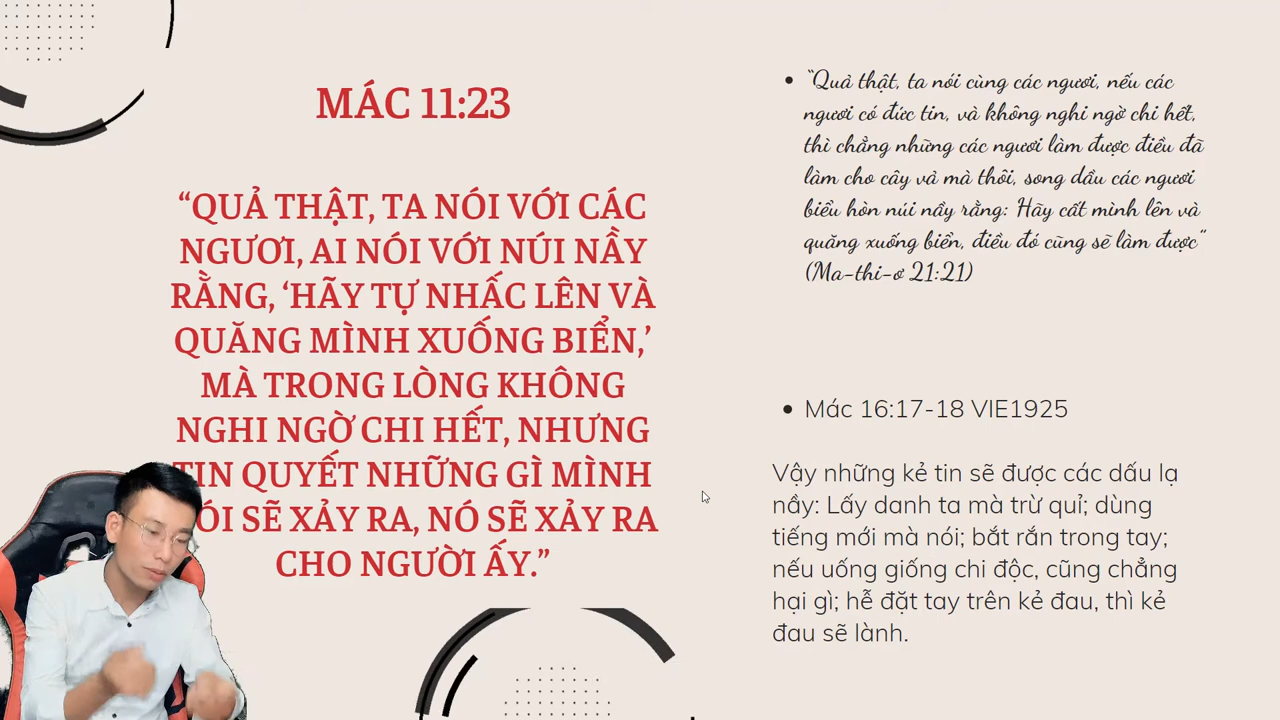 MÁC 11:23
“QUẢ THẬT, TA NÓI VỚI CÁC
NGƯƠI, AI NÓI VỚI NÚI NẦY
RẰNG, ‘HÃY TỰ NHẤC LÊN VÀ
QUĂNG MÌNH XUỐNG BIỂN,’
MÀ TRONG LÒNG KHÔNG
NGHI NGỜ CHI HẾT, NHƯNG
TIN QUYẾT NHỮNG GÌ MÌNH
ÓI SẼ XẢY RA, NÓ SẼ XẢY RA
CHO NGƯỜI ẤY.”
• “Quả thật, ta nói cùng các ngươi, nếu các
ngươi có đức tin, và không nghi ngờ chi hết,
thì chẳng những các ngươi làm được điều đã
làm cho cây vả mà thôi, song dầu các ngươi
biểu hòn núi nầy rằng: Hãy cất mình lên và
quăng xuống biển, điều đó cũng sẽ làm được”
(Ma-thi-ơ 21:21)
• Mác 16:17-18 VIE1925
Vậy những kẻ tin sẽ được các dấu lạ
nầy: Lấy danh ta mà trừ quỉ; dùng
tiếng mới mà nói; bắt rắn trong tay;
nếu uống giống chi độc, cũng chẳng
hại gì; hễ đặt tay trên kẻ đau, thì kẻ
đau sẽ lành.